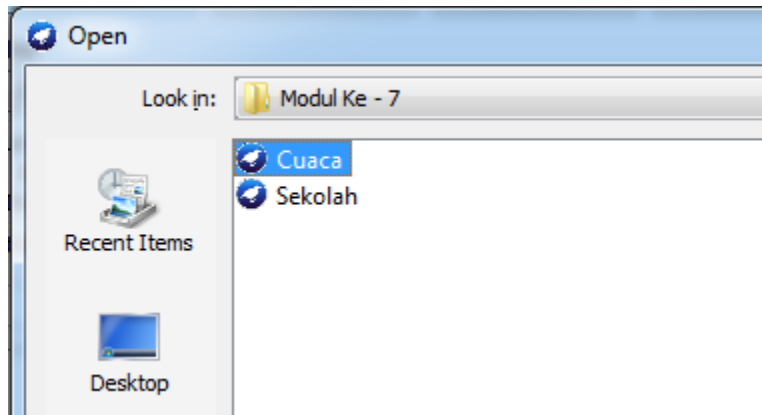 Open
Look in: Modul Ke - 7
Cuaca
Sekolah
Recent Items
Desktop